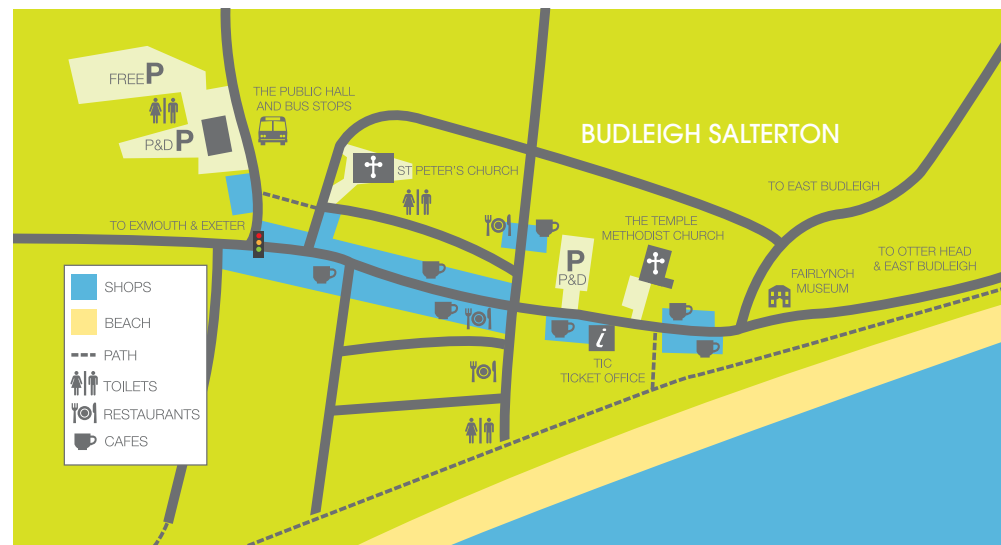 FREE P
P&D P
THE PUBLIC HALL
AND BUS STOPS
BUDLEIGH SALTERTON
ST PETER'S CHURCH
TO EAST BUDLEIGH
TO EXMOUTH & EXETER
THE TEMPLE
METHODIST CHURCH
TO OTTER HEAD
& EAST BUDLEIGH
P
P&D
FAIRLYNCH
MUSEUM
i
TIC
TICKET OFFICE
SHOPS
BEACH
PATH
TOILETS
RESTAURANTS
CAFES